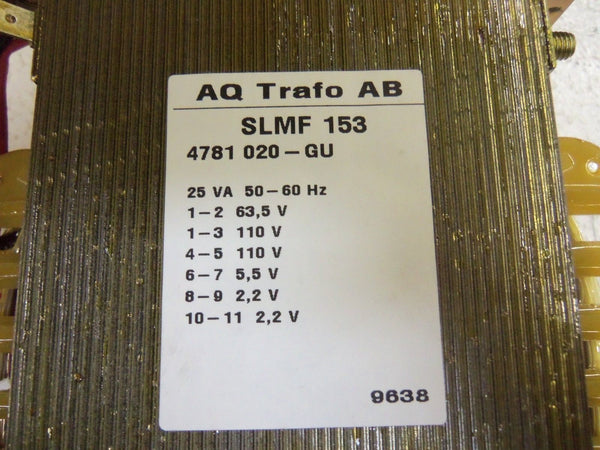 AQ Trafo AB
SLMF 153
4781 020-GU
25 VA 50-60 Hz
1-2 63,5 V
1-3 110 V
4-5 110 V
6-7 5,5 V
8-9 2,2 V
10-11 2,2 V
9638